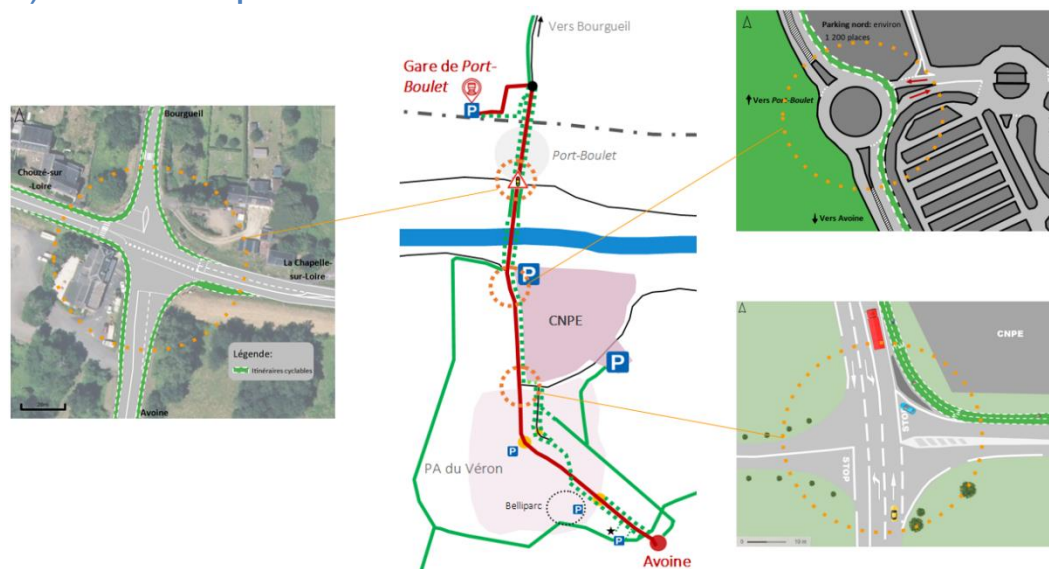 Bourgueil
Chouzé-sur
-Loire
La Chapelle-
sur-Loire
Légende:
Itinéraires cyclables
Avoine
Vers Bourgueil
Gare de Port-
Boulet
P
Port-Boulet
P
CNPE
P
PA du Véron
P
Belliparc
P
P
Avoine
Parking nord: environ
1 200 places
Vers Port-Boulet
Vers Avoine
CNPE
STOP
STOP
0 10 m